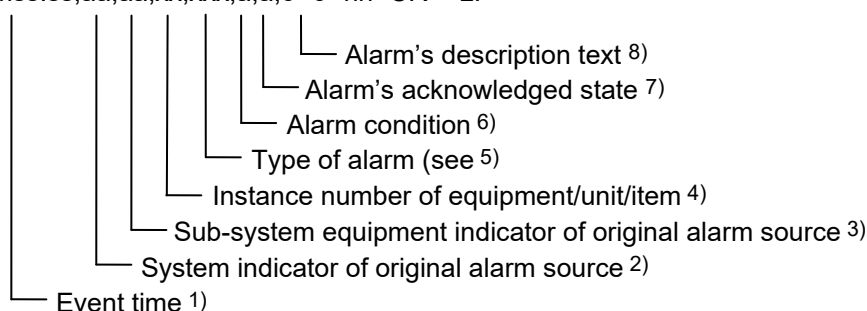 Alarm's description text 8)
Alarm's acknowledged state 7)
Alarm condition 6)
Type of alarm (see 5)
Instance number of equipment/unit/item 4)
Sub-system equipment indicator of original alarm source 3)
System indicator of original alarm source 2)
Event time 1)